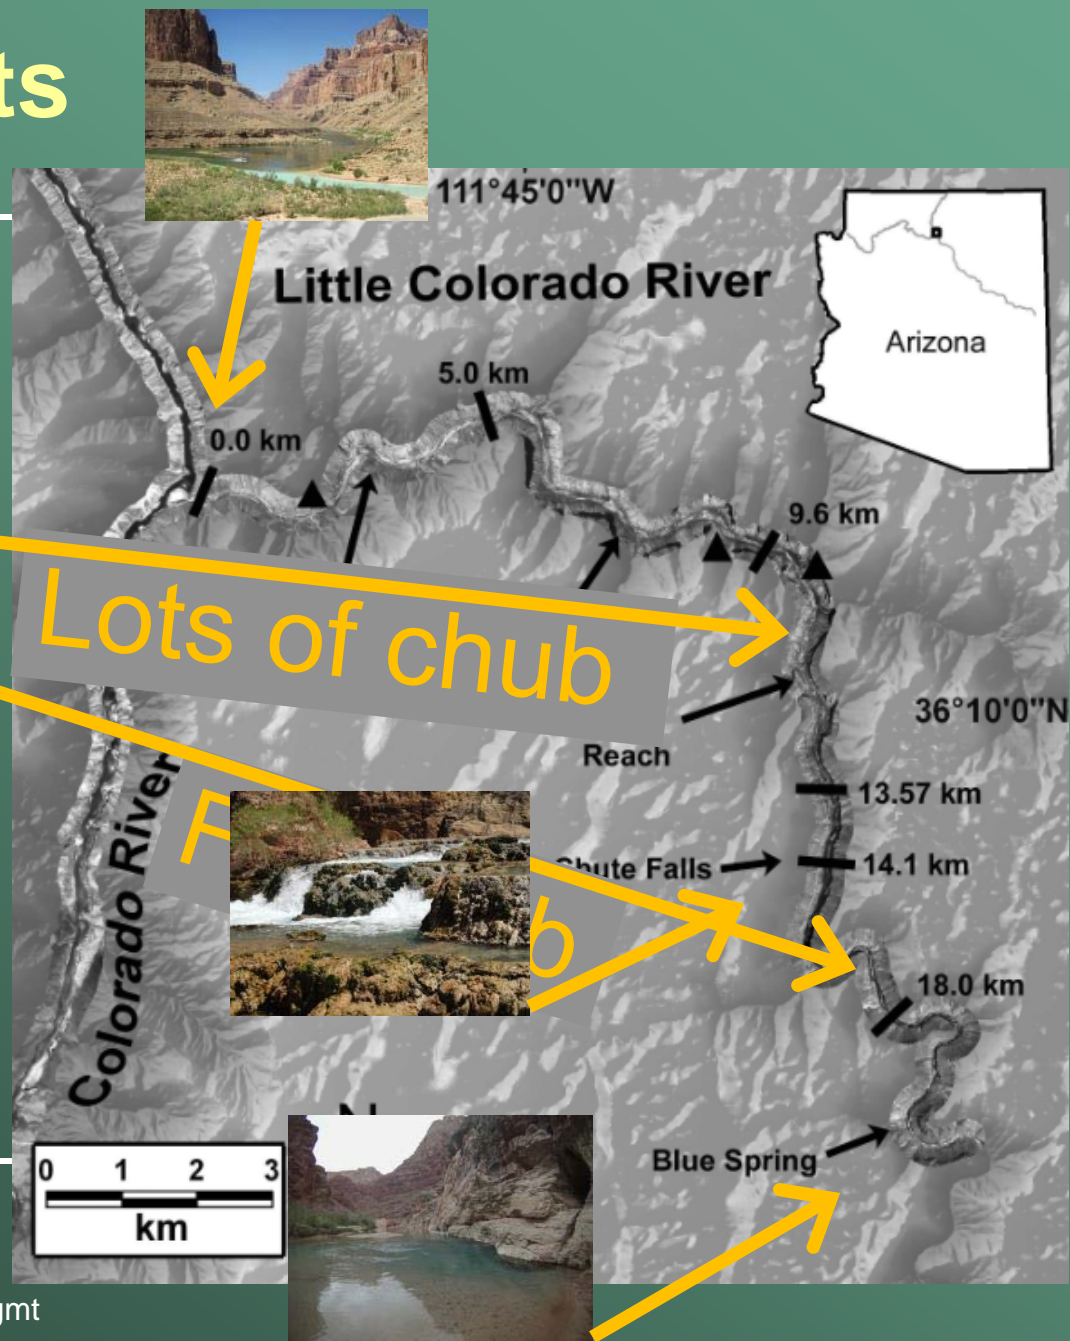 ts
111°45'0"W
Little Colorado River
Arizona
5.0 km
0.0 km
9.6 km
Lots of chub
36°10'0"N
Reach
13.57 km
Chute Falls
14.1 km
F
b
Colorado River
18.0 km
N
Blue Spring
0 1 2 3
km
gmt